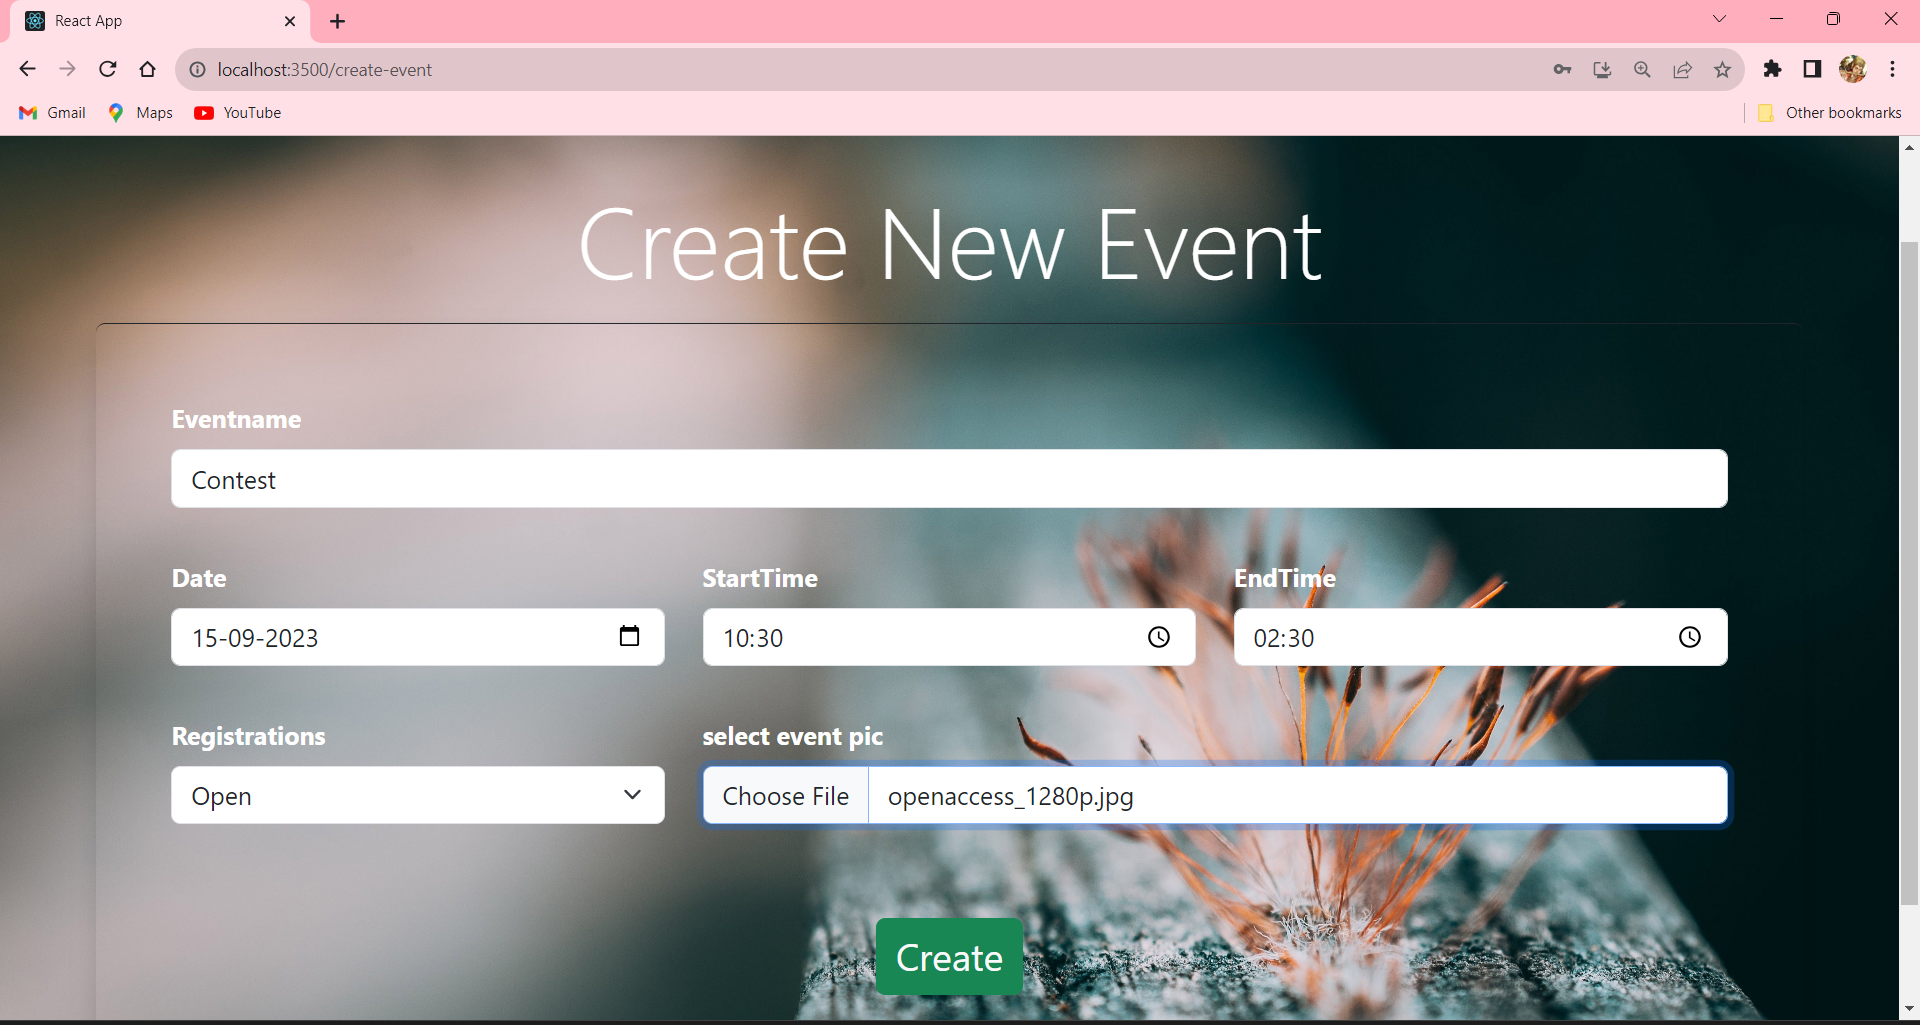 React App
localhost:3500/create-event
Gmail Maps YouTube Other bookmarks
Create New Event
Eventname
Contest
Date StartTime EndTime
15-09-2023 10:30 02:30
Registrations select event pic
Open Choose File openaccess_1280p.jpg
Create